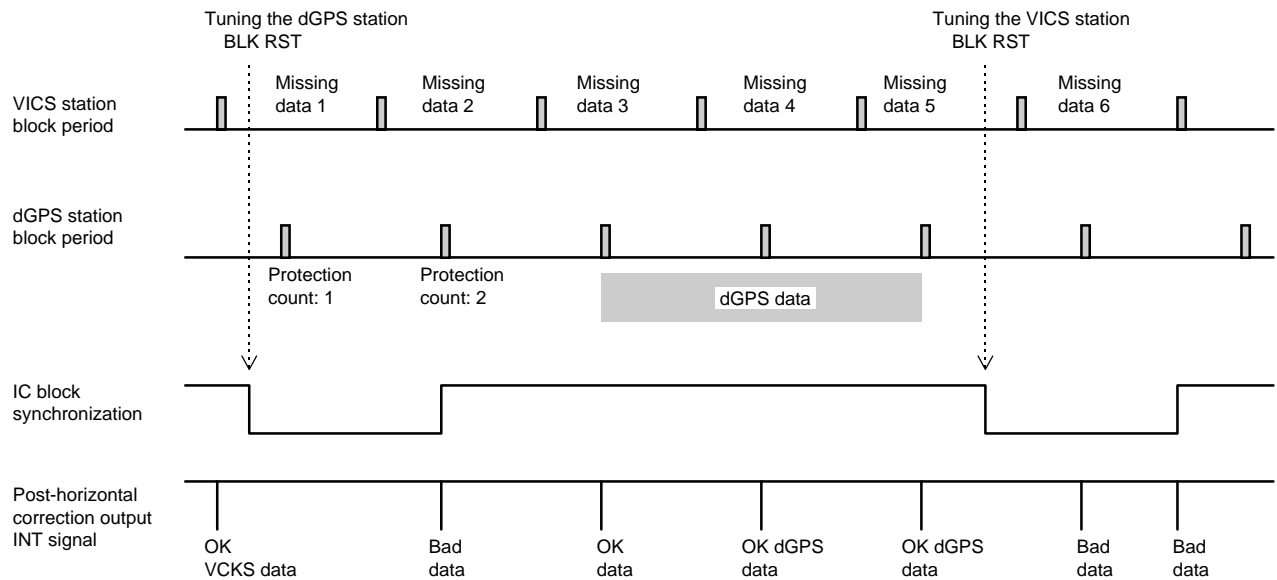 Tuning the dGPS station
BLK RST
Tuning the VICS station
BLK RST
VICS station
block period
Missing
data 1
Missing
data 2
Missing
data 3
Missing
data 4
Missing
data 5
Missing
data 6
dGPS station
block period
Protection
count: 1
Protection
count: 2
dGPS data
IC block
synchronization
Post-horizontal
correction output
INT signal
OK
VCKS data
Bad
data
OK
data
OK dGPS
data
OK dGPS
data
Bad
data
Bad
data